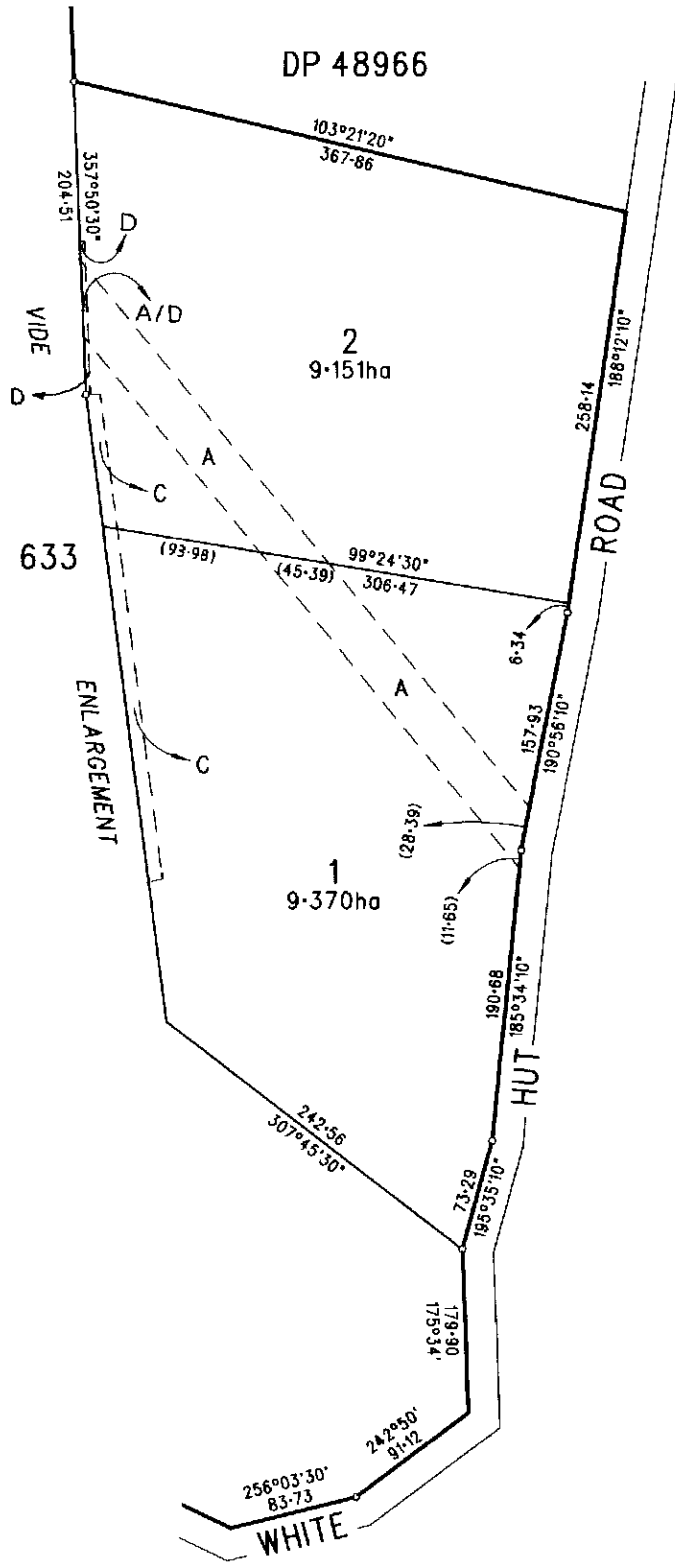 DP 48966
103°21'20"
367·86
357°50'30"
204·51
D
A/D
VIDE
D
2
9·151ha
258·14
188°12'10"
A
C
ROAD
633
(93·98)
(45·39)
99°24'30"
306·47
6·34
A
157·93
190°56'10"
ENLARGEMENT
C
(28·39)
1
9·370ha
(11·65)
190·68
185°34'10"
HUT
242·56
307°45'30"
73·29
195°35'10"
179·90
175°34'
242°50'
91·12
256°03'30"
83·73
WHITE